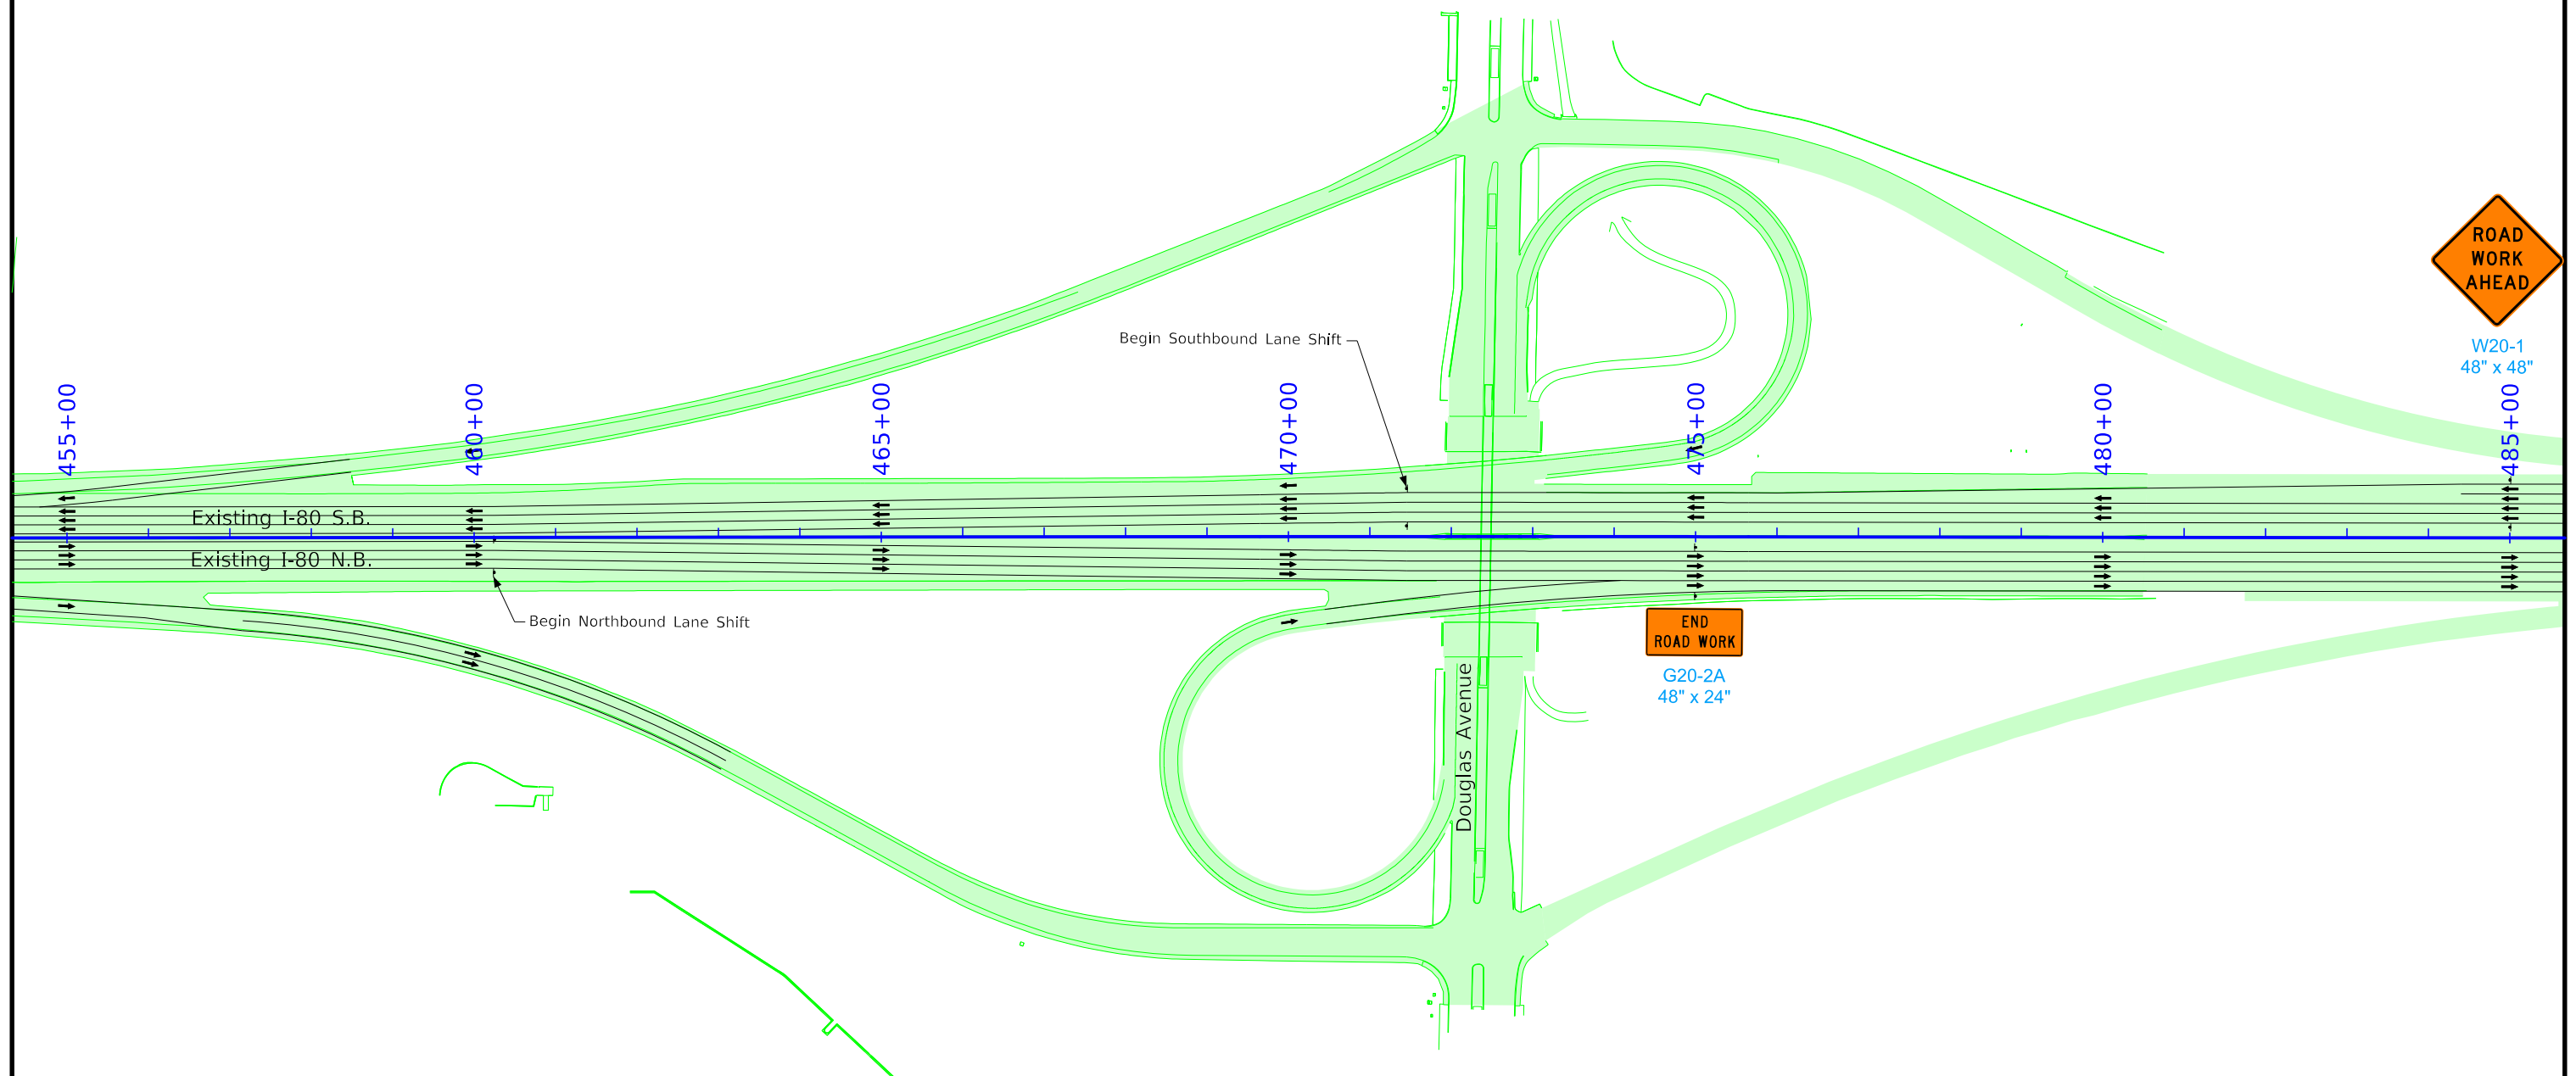 ROAD
WORK
AHEAD
W20-1
48" x 48"
Begin Southbound Lane Shift
455+00
460+00
465+00
470+00
475+00
480+00
485+00
Existing I-80 S.B.
Existing I-80 N.B.
Begin Northbound Lane Shift
END
ROAD WORK
G20-2A
48" x 24"
Douglas Avenue